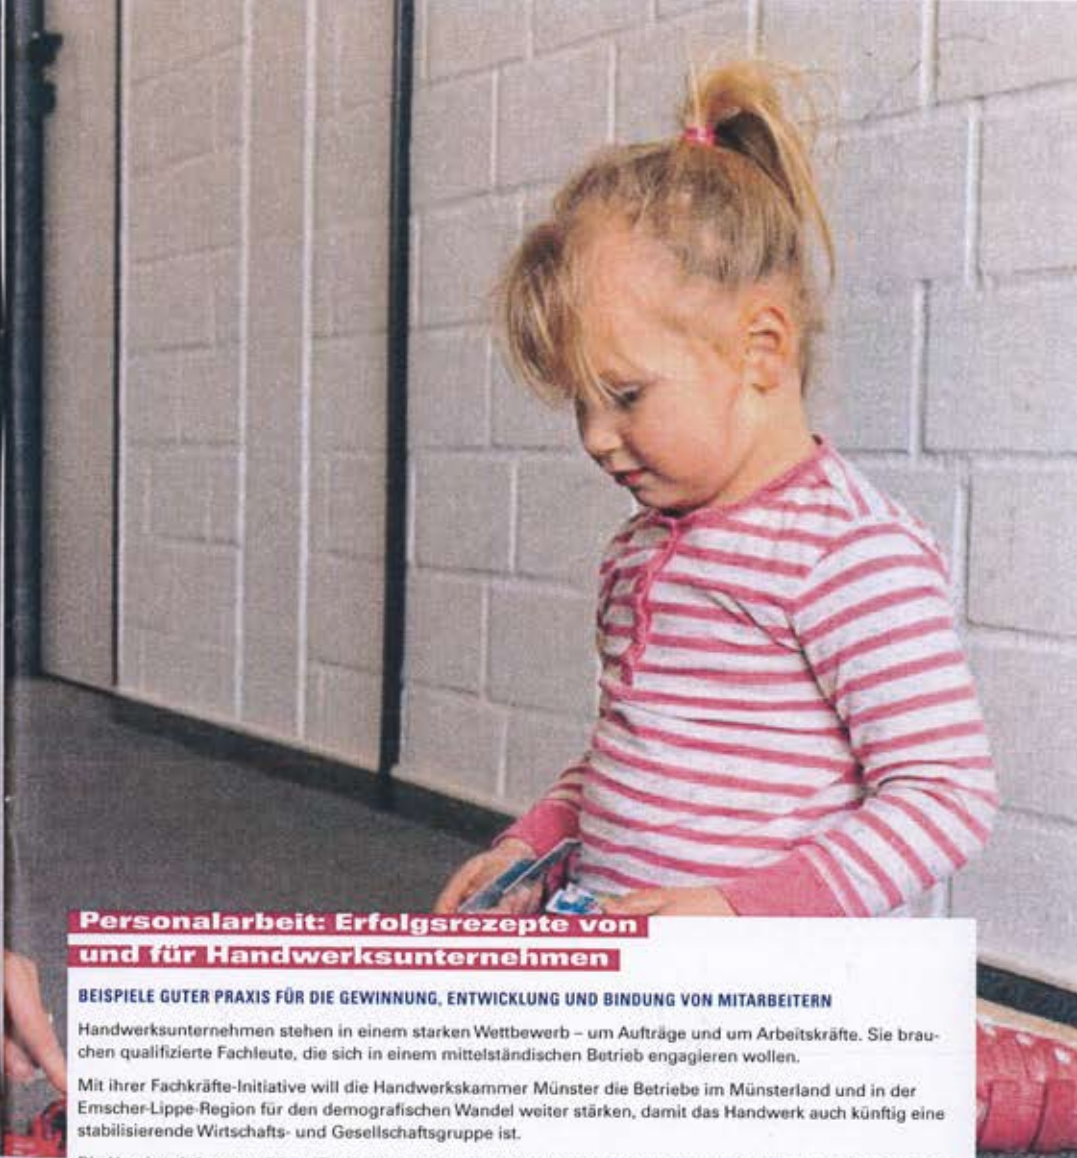 Personalarbeit: Erfolgsrezepte von
und für Handwerksunternehmen
BEISPIELE GUTER PRAXIS FÜR DIE GEWINNUNG, ENTWICKLUNG UND BINDUNG VON MITARBEITERN
Handwerksunternehmen stehen in einem starken Wettbewerb – um Aufträge und um Arbeitskräfte. Sie brau-
chen qualifizierte Fachleute, die sich in einem mittelständischen Betrieb engagieren wollen.
Mit ihrer Fachkräfte-Initiative will die Handwerkskammer Münster die Betriebe im Münsterland und in der
Emscher-Lippe-Region für den demografischen Wandel weiter stärken, damit das Handwerk auch künftig eine
stabilisierende Wirtschafts- und Gesellschaftsgruppe ist.